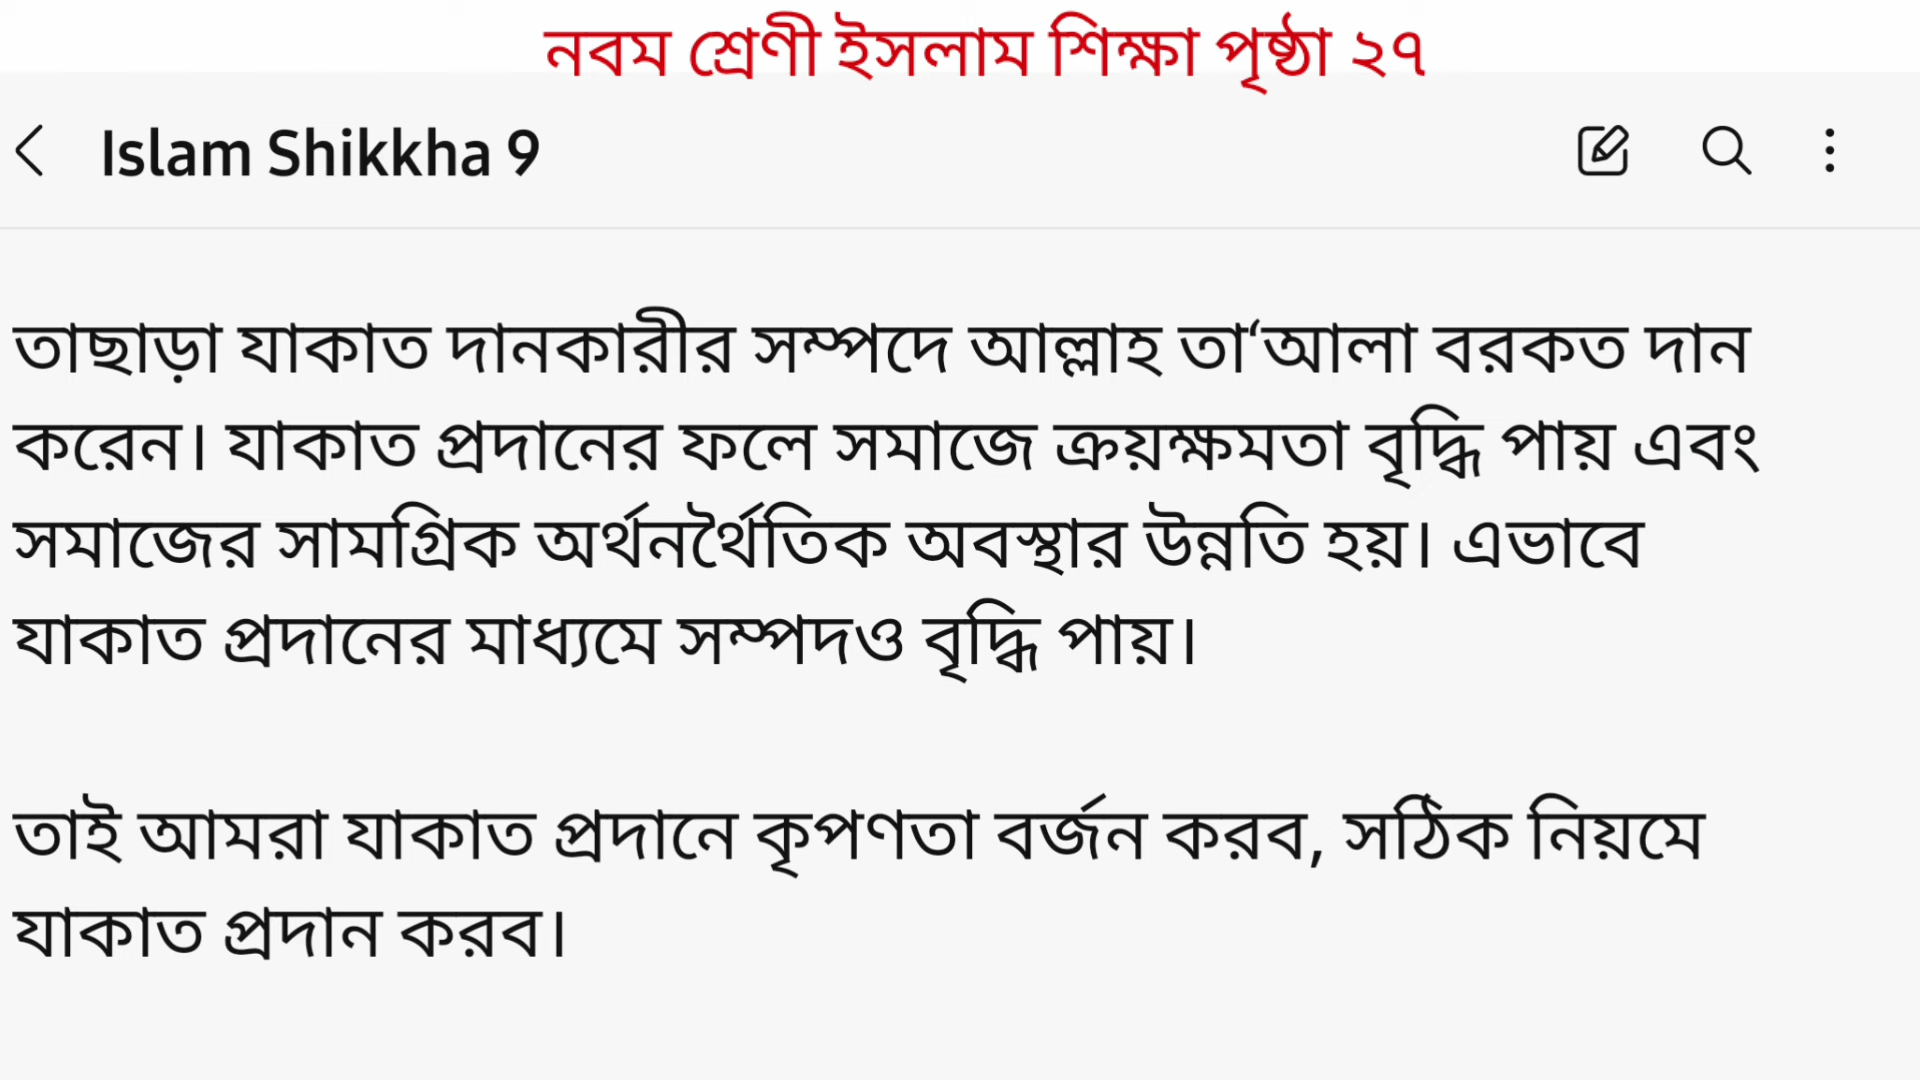 নবম শ্রেণী ইসলাম শিক্ষা পৃষ্ঠা ২৭
Islam Shikkha 9
তাছাড়া যাকাত দানকারীর সম্পদে আল্লাহ তা‘আলা বরকত দান
করেন। যাকাত প্রদানের ফলে সমাজে ক্রয়ক্ষমতা বৃদ্ধি পায় এবং
সমাজের সামগ্রিক অর্থনর্থৈতিক অবস্থার উন্নতি হয়। এভাবে
যাকাত প্রদানের মাধ্যমে সম্পদও বৃদ্ধি পায়।
তাই আমরা যাকাত প্রদানে কৃপণতা বর্জন করব, সঠিক নিয়মে
যাকাত প্রদান করব।